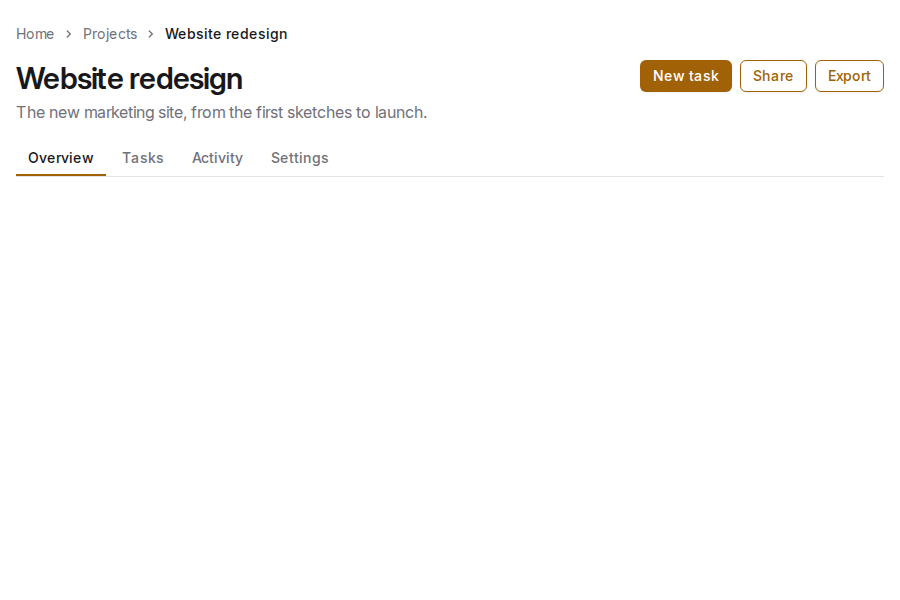 Home > Projects > Website redesign
Website redesign
New task Share Export
The new marketing site, from the first sketches to launch.
Overview Tasks Activity Settings